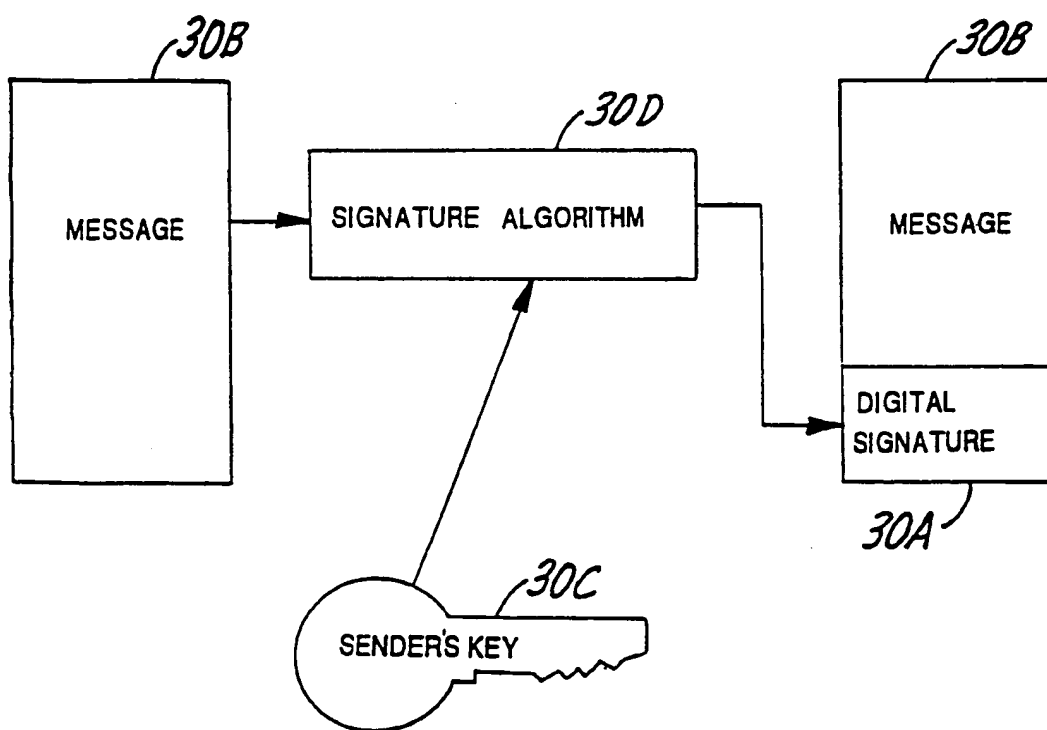 30B
30B
30D
MESSAGE
SIGNATURE ALGORITHM
MESSAGE
DIGITAL
SIGNATURE
30A
30C
SENDER'S KEY